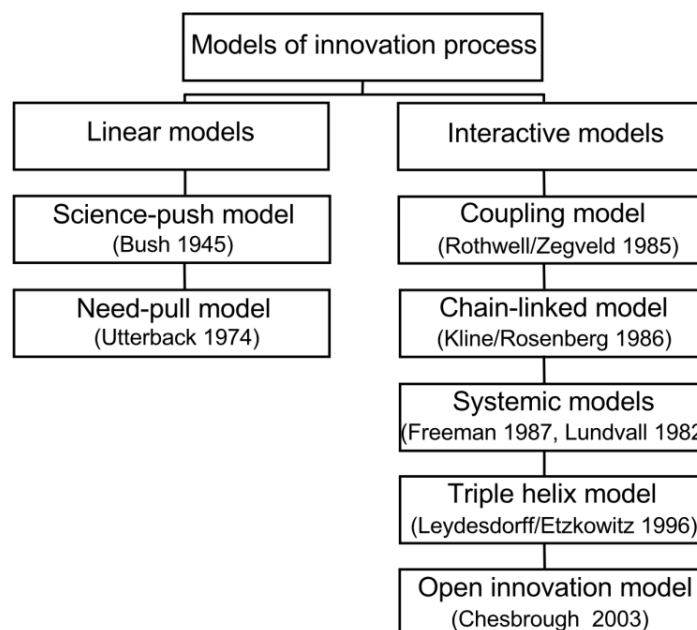 Models of innovation process
Linear models
Interactive models
Science-push model
(Bush 1945)
Need-pull model
(Utterback 1974)
Coupling model
(Rothwell/Zegveld 1985)
Chain-linked model
(Kline/Rosenberg 1986)
Systemic models
(Freeman 1987, Lundvall 1982
Triple helix model
(Leydesdorff/Etzkowitz 1996)
Open innovation model
(Chesbrough 2003)